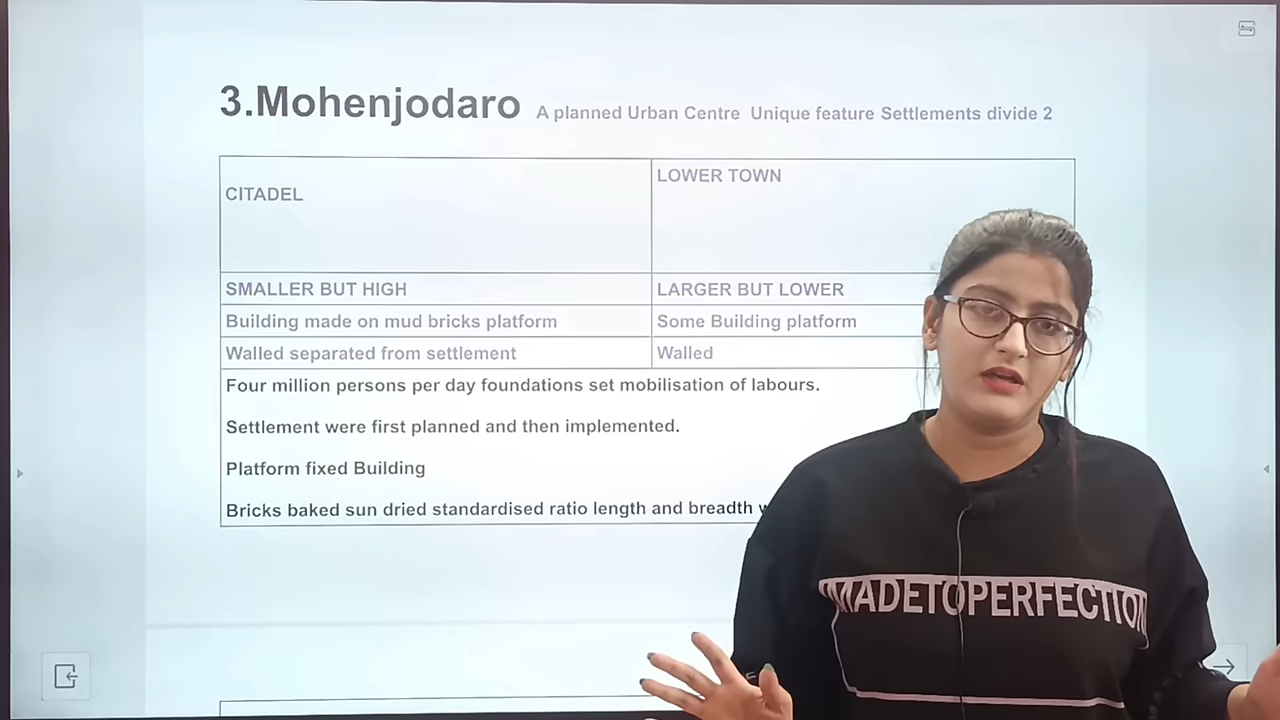 3.Mohenjodaro A planned Urban Centre Unique feature Settlements divide 2
CITADEL
LOWER TOWN
SMALLER BUT HIGH
LARGER BUT LOWER
Building made on mud bricks platform
Some Building platform
Walled separated from settlement
Walled
Four million persons per day foundations set mobilisation of labours.
Settlement were first planned and then implemented.
Platform fixed Building
Bricks baked sun dried standardised ratio length and breadth
MADETOPERFECTION